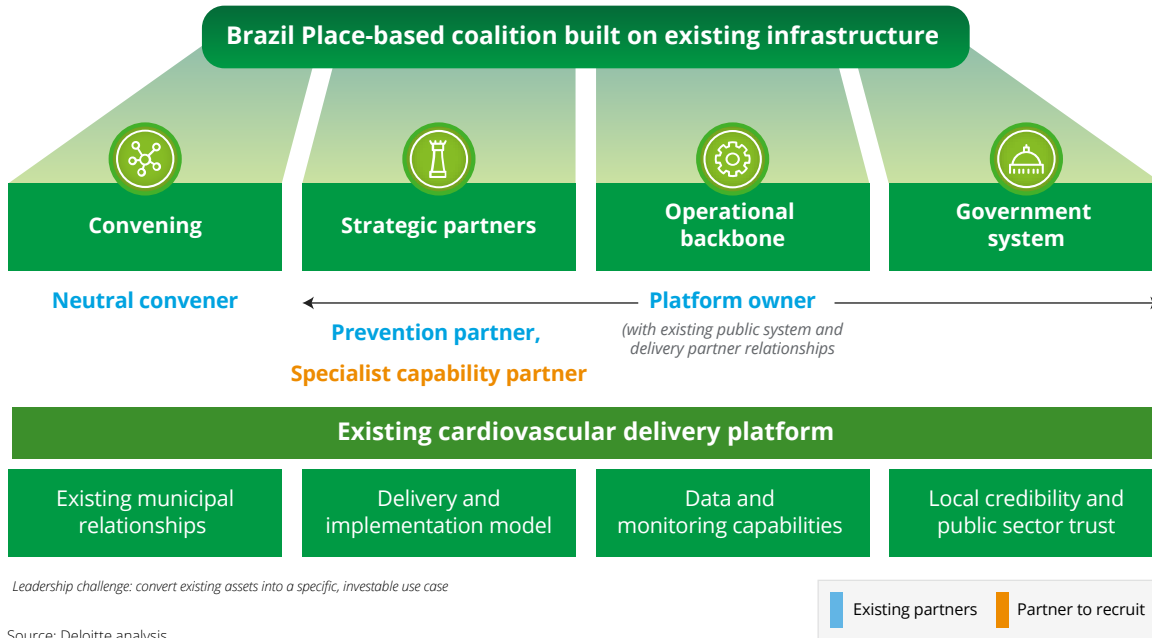 Brazil Place-based coalition built on existing infrastructure
Convening
Strategic partners
Operational
backbone
Government
system
Neutral convener
Platform owner
(with existing public system and
delivery partner relationships
Prevention partner,
Specialist capability partner
Existing cardiovascular delivery platform
Existing municipal
relationships
Delivery and
implementation model
Data and
monitoring capabilities
Local credibility and
public sector trust
Leadership challenge: convert existing assets into a specific, investable use case
Existing partners
Partner to recruit
Source: Deloitte analysis